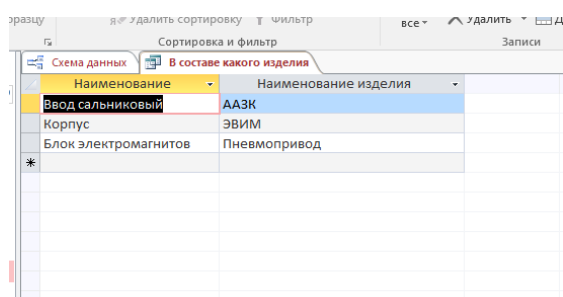 Удалить сортировку Фильтр
все Удалить
Сортировка и фильтр Записи
Схема данных В составе какого изделия
Наименование Наименование изделия
Ввод сальниковый ААЗК
Корпус ЭВИМ
Блок электромагнитов Пневмопривод